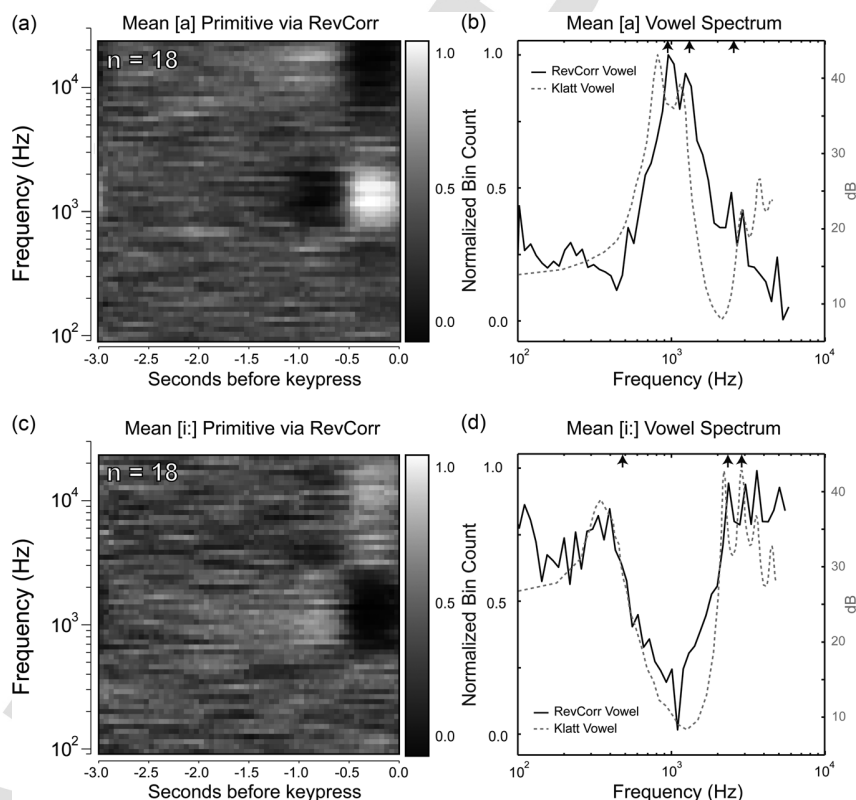 (a)
Mean [a] Primitive via RevCorr
n = 18
Frequency (Hz)
10^4
10^3
10^2
-3.0 -2.5 -2.0 -1.5 -1.0 -0.5 0.0
Seconds before keypress
1.0
0.5
0.0
(b)
Mean [a] Vowel Spectrum
RevCorr Vowel
Klatt Vowel
Normalized Bin Count
1.0
0.5
0.0
40
30
20
10
dB
10^2 10^3 10^4
Frequency (Hz)
(c)
Mean [i:] Primitive via RevCorr
n = 18
Frequency (Hz)
10^4
10^3
10^2
-3.0 -2.5 -2.0 -1.5 -1.0 -0.5 0.0
Seconds before keypress
1.0
0.5
0.0
(d)
Mean [i:] Vowel Spectrum
Normalized Bin Count
1.0
0.5
0.0
RevCorr Vowel
Klatt Vowel
40
30
20
10
dB
10^2 10^3 10^4
Frequency (Hz)